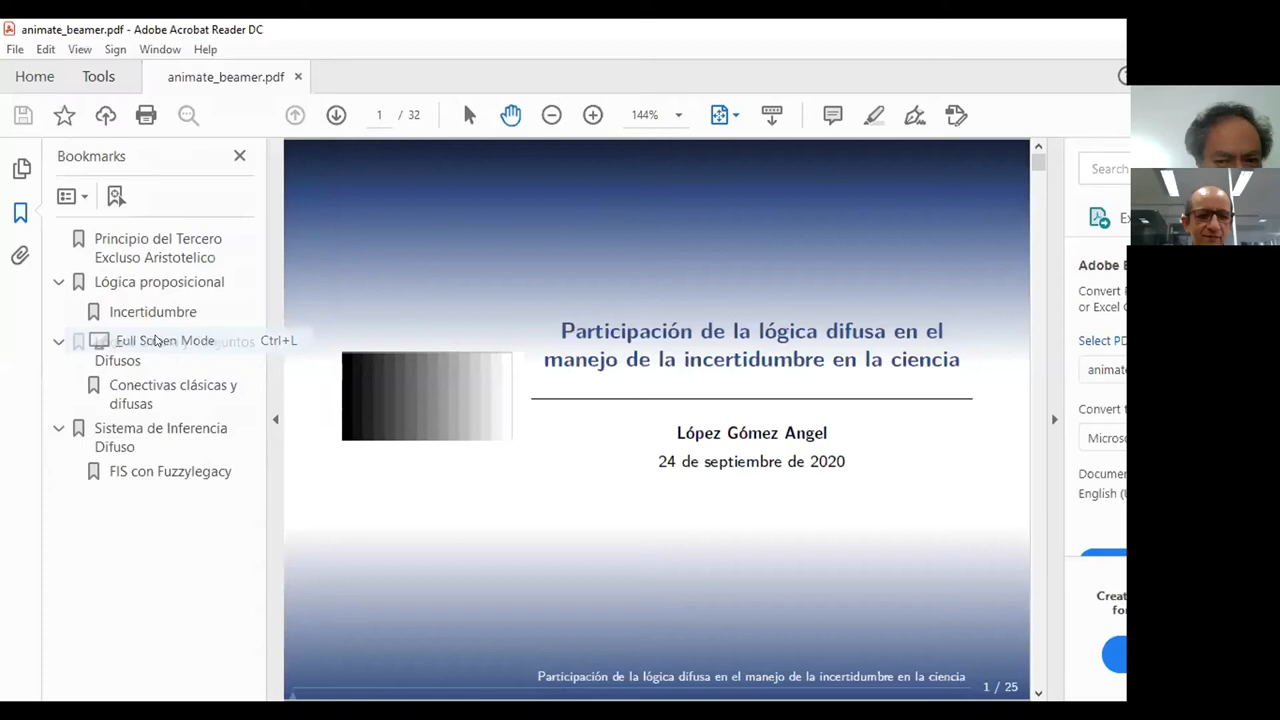 animate_beamer.pdf - Adobe Acrobat Reader DC
File Edit View Sign Window Help
Home Tools animate_beamer.pdf ×
1 / 32 144%
Bookmarks
Principio del Tercero
Excluso Aristotelico
Lógica proposicional
Incertidumbre
Full Screen Mode Ctrl+L
Difusos
Conectivas clásicas y
difusas
Sistema de Inferencia
Difuso
FIS con Fuzzylegacy
Participación de la lógica difusa en el
manejo de la incertidumbre en la ciencia
López Gómez Angel
24 de septiembre de 2020
Participación de la lógica difusa en el manejo de la incertidumbre en la ciencia
1 / 25
Search
Ex
Adobe E
Convert
or Excel
Select PD
animate
Convert t
Microso
Documen
English (U
Creat
for